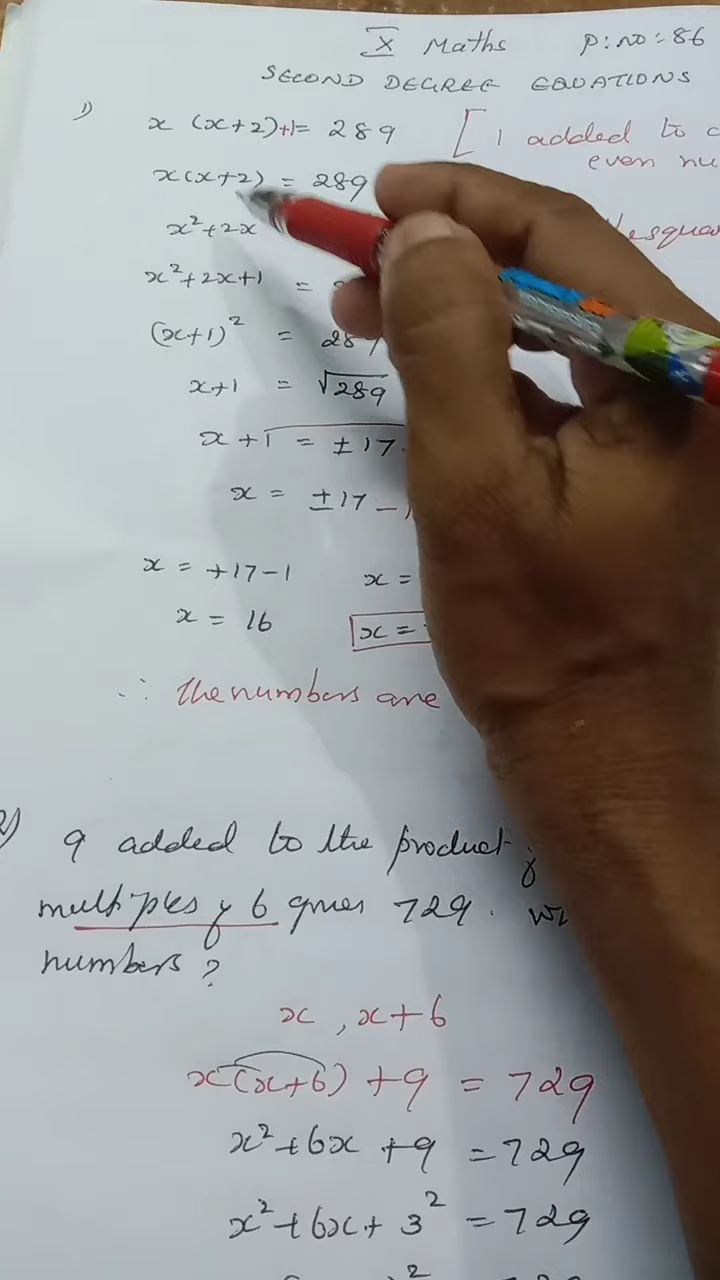 X Maths P: NO: 86
SECOND DEGREE EQUATIONS
1) x (x+2)+1 = 289 [1 added to
even
x(x+2) = 289
x²+2x
x²+2x+1 =
(x+1)² = 289
x+1 = √289
x+1 = ±17
x = ±17 -
x = +17-1 x =
x = 16 x =
∴ The numbers are
9 added to the product
multiples of 6 gives 729.
numbers?
x , x+6
x(x+6) +9 = 729
x²+6x +9 = 729
x²+6x+ 3² = 729